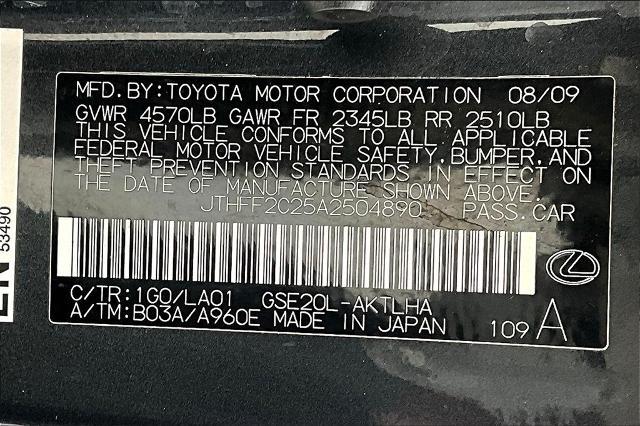 MFD. BY: TOYOTA MOTOR CORPORATION 08/09
GVWR 4570LB GAWR FR 2345LB RR 2510LB
THIS VEHICLE CONFORMS TO ALL APPLICABLE
FEDERAL MOTOR VEHICLE SAFETY, BUMPER, AND
THEFT PREVENTION STANDARDS IN EFFECT ON
THE DATE OF MANUFACTURE SHOWN ABOVE.
JTHFF2C25A2504890 PASS. CAR
C/TR: 1G0/LA01 GSE20L-AKTLHA
A/TM: B03A/A960E MADE IN JAPAN 109 A
53490